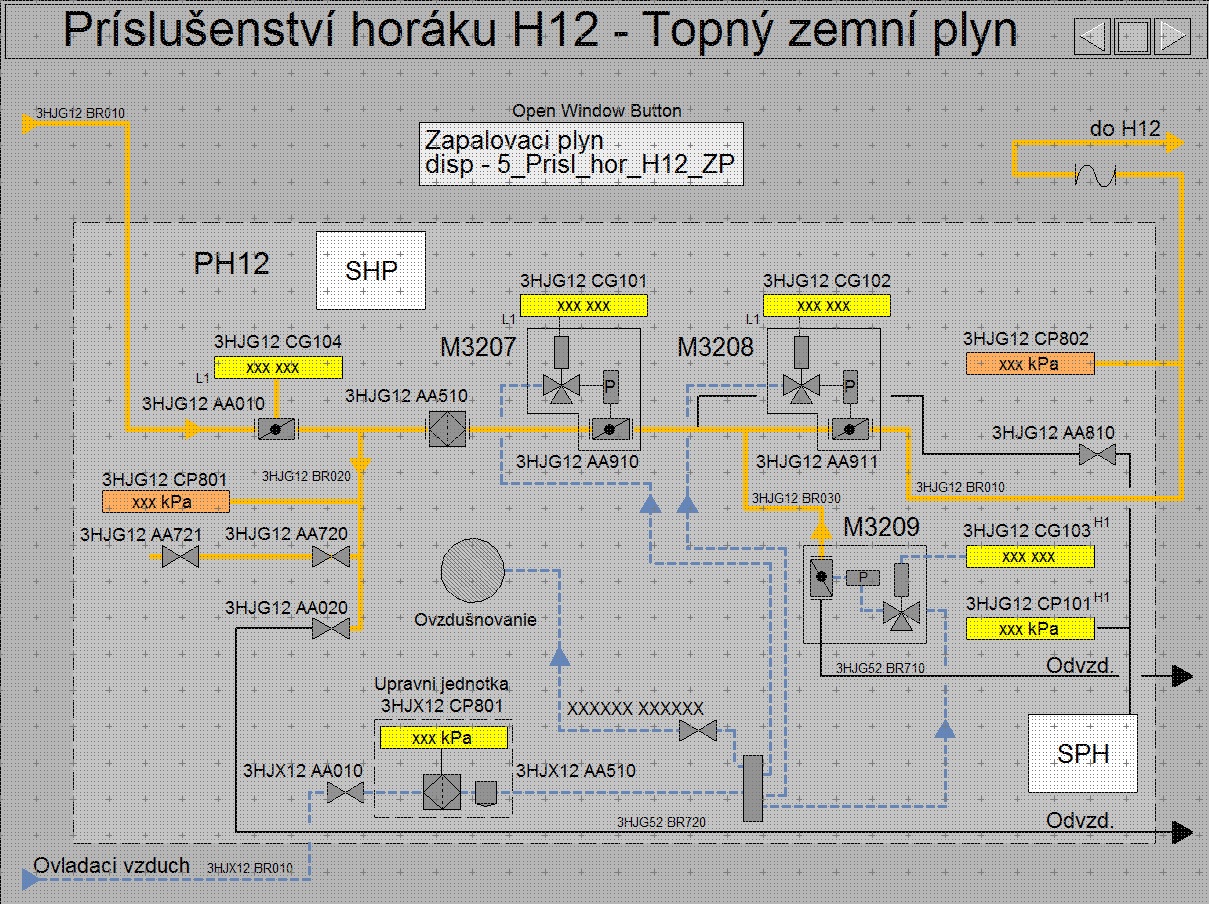 Príslušenství horáku H12 - Topný zemní plyn
3HJG12 BR010
Open Window Button
Zapalovaci plyn
disp - 5_Prisl_hor_H12_ZP
do H12
PH12
SHP
3HJG12 CG101
xxx xxx
L1
3HJG12 CG102
xxx xxx
L1
3HJG12 CG104
xxx xxx
L1
M3207
M3208
3HJG12 CP802
xxx kPa
P
P
3HJG12 AA010
3HJG12 AA510
3HJG12 AA810
3HJG12 AA910
3HJG12 AA911
3HJG12 CP801
xxx kPa
3HJG12 BR020
3HJG12 BR030
3HJG12 BR010
3HJG12 AA721
3HJG12 AA720
M3209
3HJG12 CG103
H1
xxx xxx
P
3HJG12 AA020
Ovzdušnovanie
3HJG12 CP101
H1
xxx kPa
3HJG52 BR710
Odvzd.
Upravni jednotka
3HJX12 CP801
xxx kPa
XXXXXX XXXXXX
SPH
3HJX12 AA010
3HJX12 AA510
3HJG52 BR720
Odvzd.
Ovladaci vzduch
3HJX12 BR010